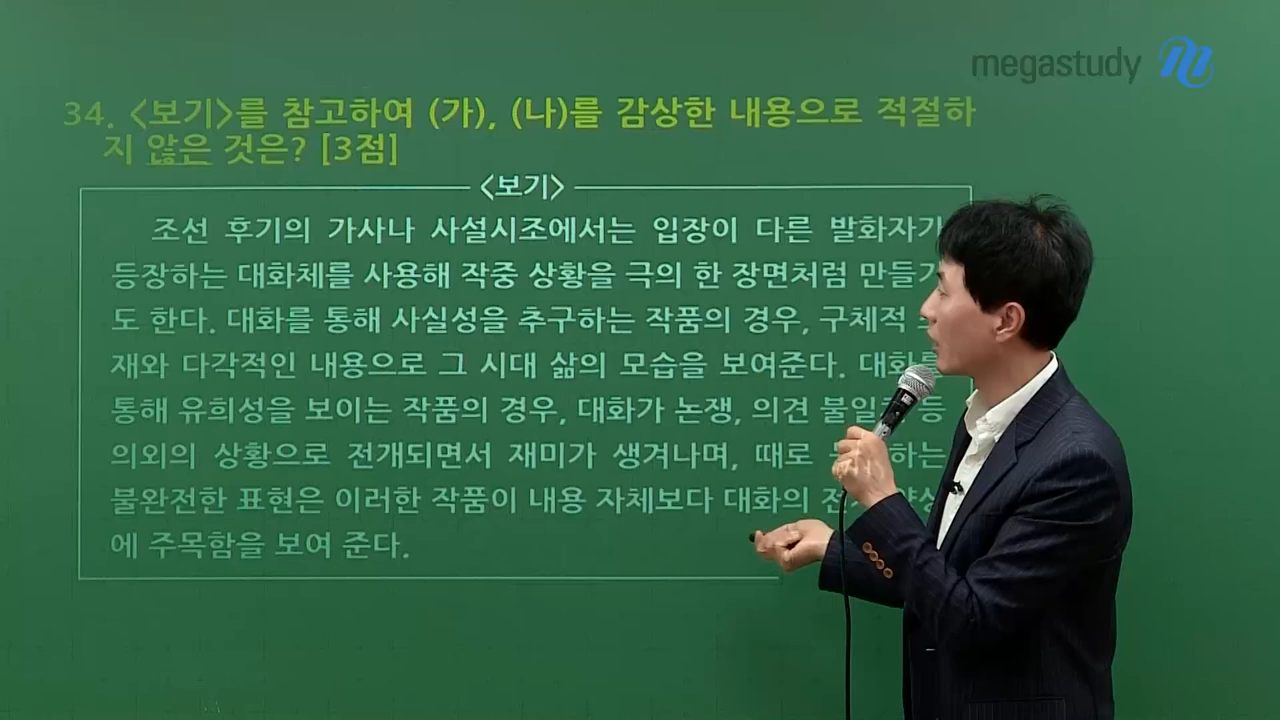 megastudy
34. <보기>를 참고하여 (가), (나)를 감상한 내용으로 적절하
지 않은 것은? [3점]
<보기>
조선 후기의 가사나 사설시조에서는 입장이 다른 발화자가
등장하는 대화체를 사용해 작중 상황을 극의 한 장면처럼 만들기
도 한다. 대화를 통해 사실성을 추구하는 작품의 경우, 구체적
재와 다각적인 내용으로 그 시대 삶의 모습을 보여준다. 대화를
통해 유희성을 보이는 작품의 경우, 대화가 논쟁, 의견 등
의외의 상황으로 전개되면서 재미가 생겨나며, 때로 하는
불완전한 표현은 이러한 작품이 내용 자체보다 대화의
에 주목함을 보여 준다.